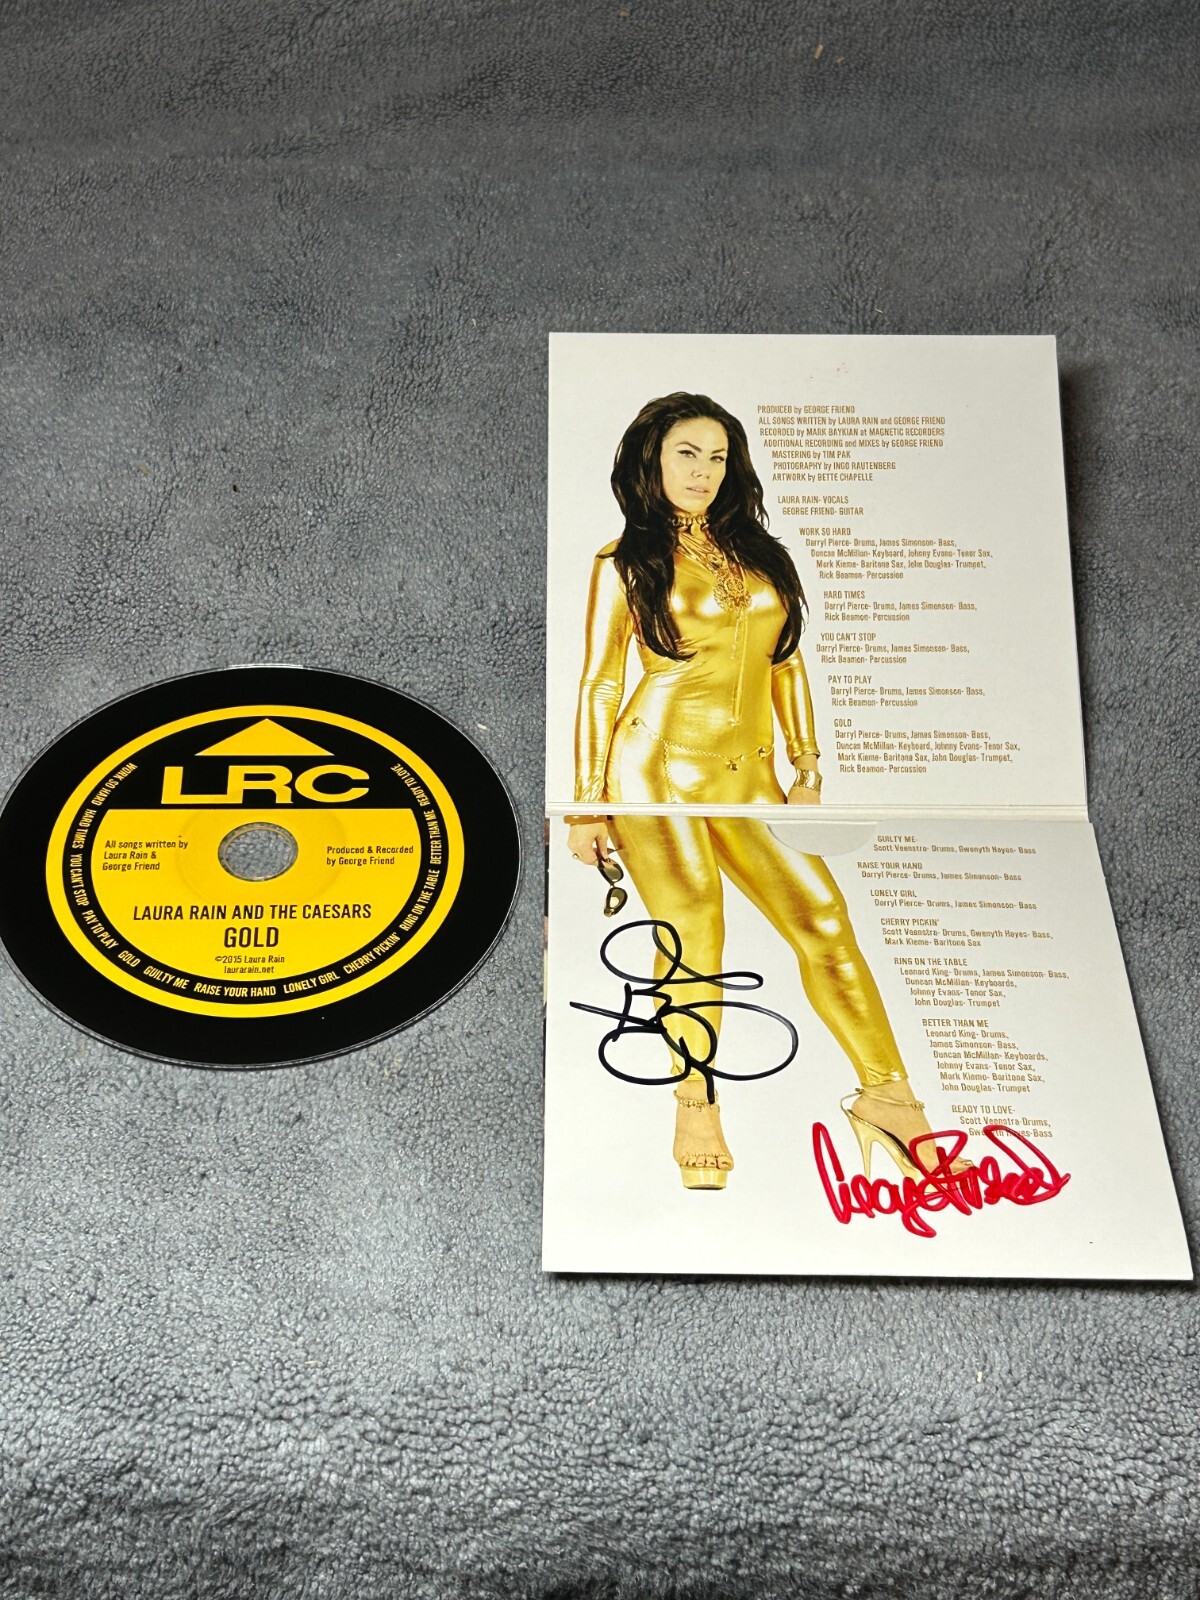 LRC
WORK SO HARD HARD TIMES YOU CAN'T STOP PAY TO PLAY GOLD GUILTY ME RAISE YOUR HAND LONELY GIRL CHERRY PICKIN' RING ON THE TABLE BETTER THAN ME READY TO LOVE
All songs written by
Laura Rain &
George Friend
Produced & Recorded
by George Friend
LAURA RAIN AND THE CAESARS
GOLD
©2015 Laura Rain
laurarain.net
PRODUCED by GEORGE FRIEND
ALL SONGS WRITTEN by LAURA RAIN and GEORGE FRIEND
RECORDED by MARK BAYKIAN at MAGNETIC RECORDERS
ADDITIONAL RECORDING and MIXES by GEORGE FRIEND
MASTERING by TIM PAK
PHOTOGRAPHY by INGO RAUTENBERG
ARTWORK by BETTE CHAPELLE
LAURA RAIN- VOCALS
GEORGE FRIEND- GUITAR
WORK SO HARD
Darryl Pierce- Drums, James Simonson- Bass,
Duncan McMillan- Keyboard, Johnny Evans- Tenor Sax,
Mark Kieme- Baritone Sax, John Douglas- Trumpet,
Rick Beamon- Percussion
HARD TIMES
Darryl Pierce- Drums, James Simonson- Bass,
Rick Beamon- Percussion
YOU CAN'T STOP
Darryl Pierce- Drums, James Simonson- Bass,
Rick Beamon- Percussion
PAY TO PLAY
Darryl Pierce- Drums, James Simonson- Bass,
Rick Beamon- Percussion
GOLD
Darryl Pierce- Drums, James Simonson- Bass,
Duncan McMillan- Keyboard, Johnny Evans- Tenor Sax,
Mark Kieme- Baritone Sax, John Douglas- Trumpet,
Rick Beamon- Percussion
GUILTY ME-
Scott Veenstra- Drums, Gwenyth Hayes- Bass
RAISE YOUR HAND
Darryl Pierce- Drums, James Simonson- Bass
LONELY GIRL
Darryl Pierce- Drums, James Simonson- Bass
CHERRY PICKIN'
Scott Veenstra- Drums, Gwenyth Hayes- Bass,
Mark Kieme- Baritone Sax
RING ON THE TABLE
Leonard King- Drums, James Simonson- Bass,
Duncan McMillan- Keyboards,
Johnny Evans- Tenor Sax,
John Douglas- Trumpet
BETTER THAN ME
Leonard King- Drums,
James Simonson- Bass,
Duncan McMillan- Keyboards,
Johnny Evans- Tenor Sax,
Mark Kieme- Baritone Sax,
John Douglas- Trumpet
READY TO LOVE-
Scott Veenstra-Drums,
Gwenyth Hayes-Bass